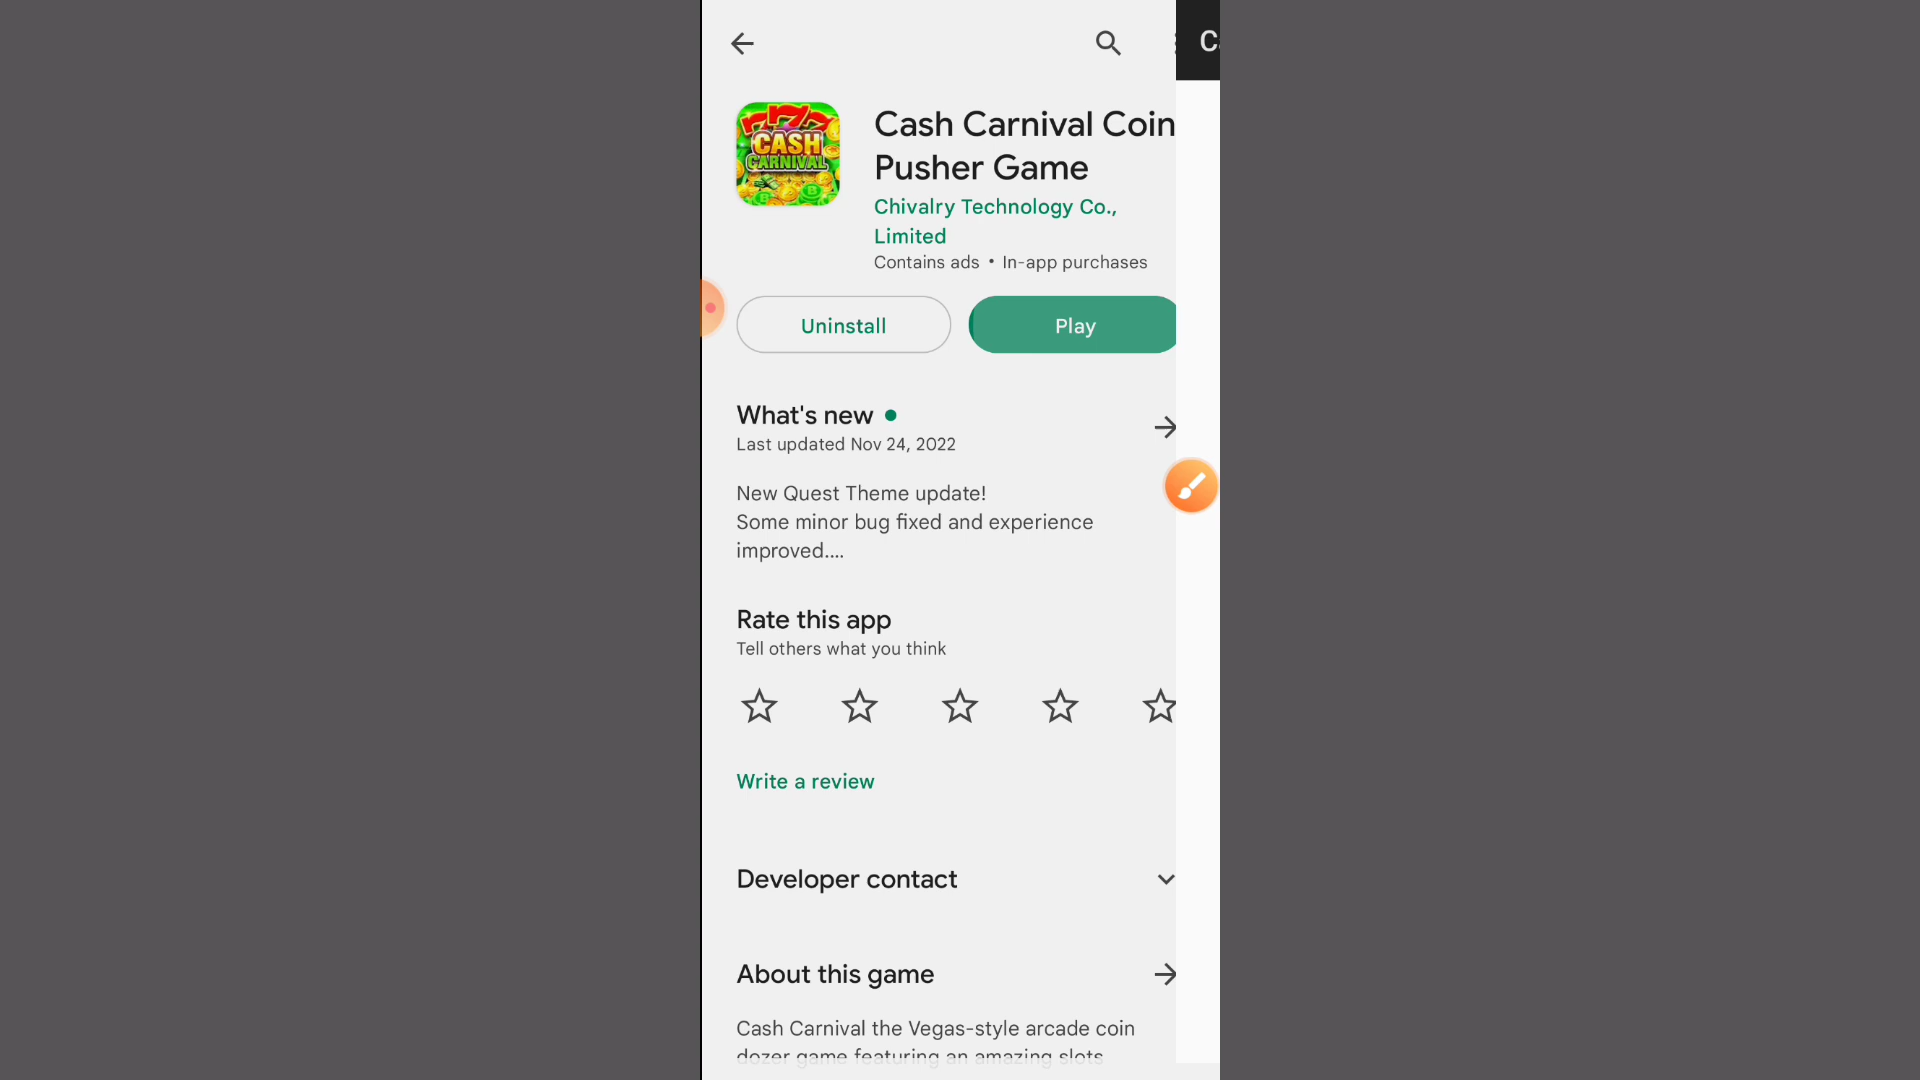 Cash Carnival Coin
Pusher Game
Chivalry Technology Co.,
Limited
Contains ads • In-app purchases
777
CASH
CARNIVAL
Uninstall
Play
What's new
Last updated Nov 24, 2022
New Quest Theme update!
Some minor bug fixed and experience
improved....
Rate this app
Tell others what you think
Write a review
Developer contact
About this game
Cash Carnival the Vegas-style arcade coin
dozer game featuring an amazing slots